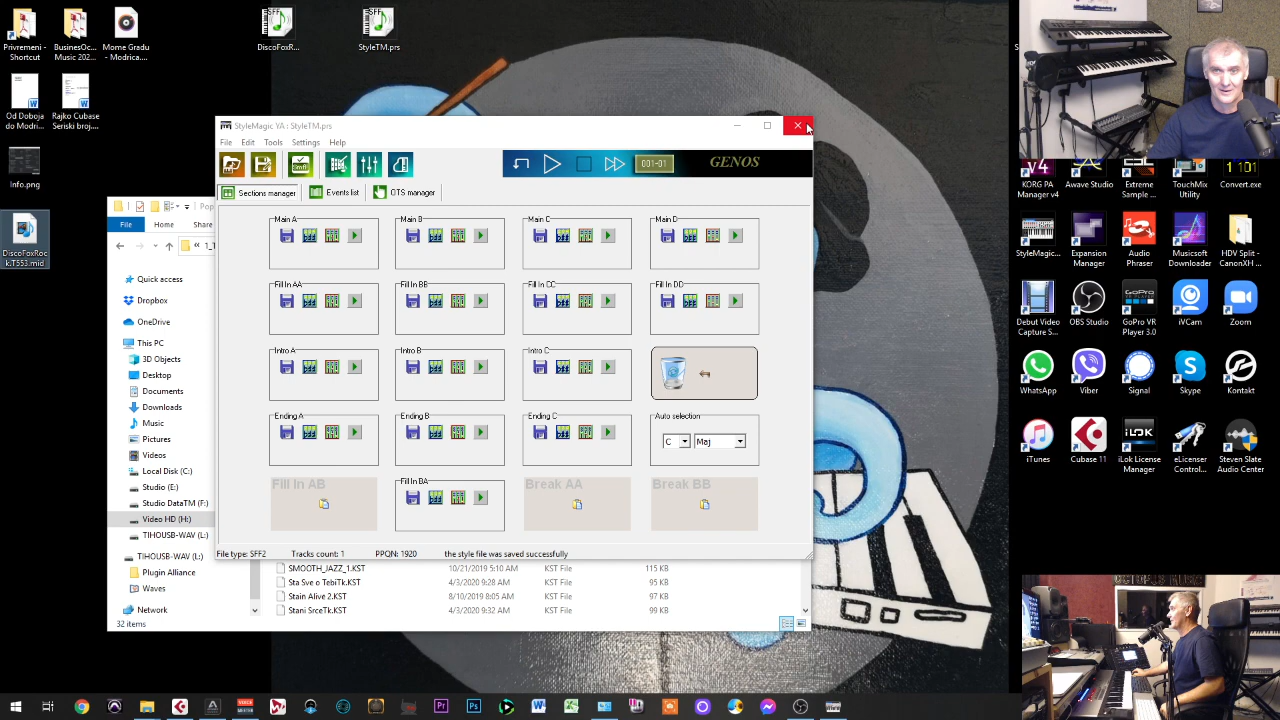 Privremeni -
Shortcut
BusinesOc...
Music 202...
Mome Gradu
- Modrica....
DiscoFoxR...
StyleTM.prs
Od Doboja
do Modri...
Rajko Cubase
Seriski broj....
Info.png
DiscoFoxRoc
kiT553.mid
StyleMagic YA : StyleTM.prs
File Edit Tools Settings Help
001-01
GENOS
Sections manager
Events list
OTS manager
Main A
Main B
Main C
Main D
Fill In AA
Fill In BB
Fill In CC
Fill In DD
Intro A
Intro B
Intro C
Ending A
Ending B
Ending C
Auto selection
C
Maj
Fill In AB
Fill In BA
Break AA
Break BB
File type: SFF2
Tracks count: 1
PPQN: 1920
the style file was saved successfully
File
Home
Share
1_1
Quick access
Dropbox
OneDrive
This PC
3D Objects
Desktop
Documents
Downloads
Music
Pictures
Videos
Local Disk (C:)
Studio (E:)
Studio DataTM (F:)
Video HD (H:)
TIHOUSB-WAV (L:)
TIHOUSB-WAV (L:)
Plugin Alliance
Waves
Network
32 items
SMOOTH_JAZZ_1.KST 10/21/2019 5:10 AM KST File 115 KB
Sta Sve o TebiTk.KST 4/3/2020 9:28 AM KST File 95 KB
Stain Alive 2.KST 8/10/2019 8:05 AM KST File 97 KB
Stani SrceTk.KST 4/3/2020 9:32 AM KST File 99 KB
KORG PA
Manager v4
Awave Studio
Extreme
Sample ...
TouchMix
Utility
Convert.exe
StyleMagic...
Expansion
Manager
Audio
Phraser
Musicsoft
Downloader
HDV Split -
CanonXH ...
Debut Video
Capture S...
OBS Studio
GoPro VR
Player 3.0
iVCam
Zoom
WhatsApp
Viber
Signal
Skype
Kontakt
iTunes
Cubase 11
iLok License
Manager
eLicenser
Control...
Steven Slate
Audio Center